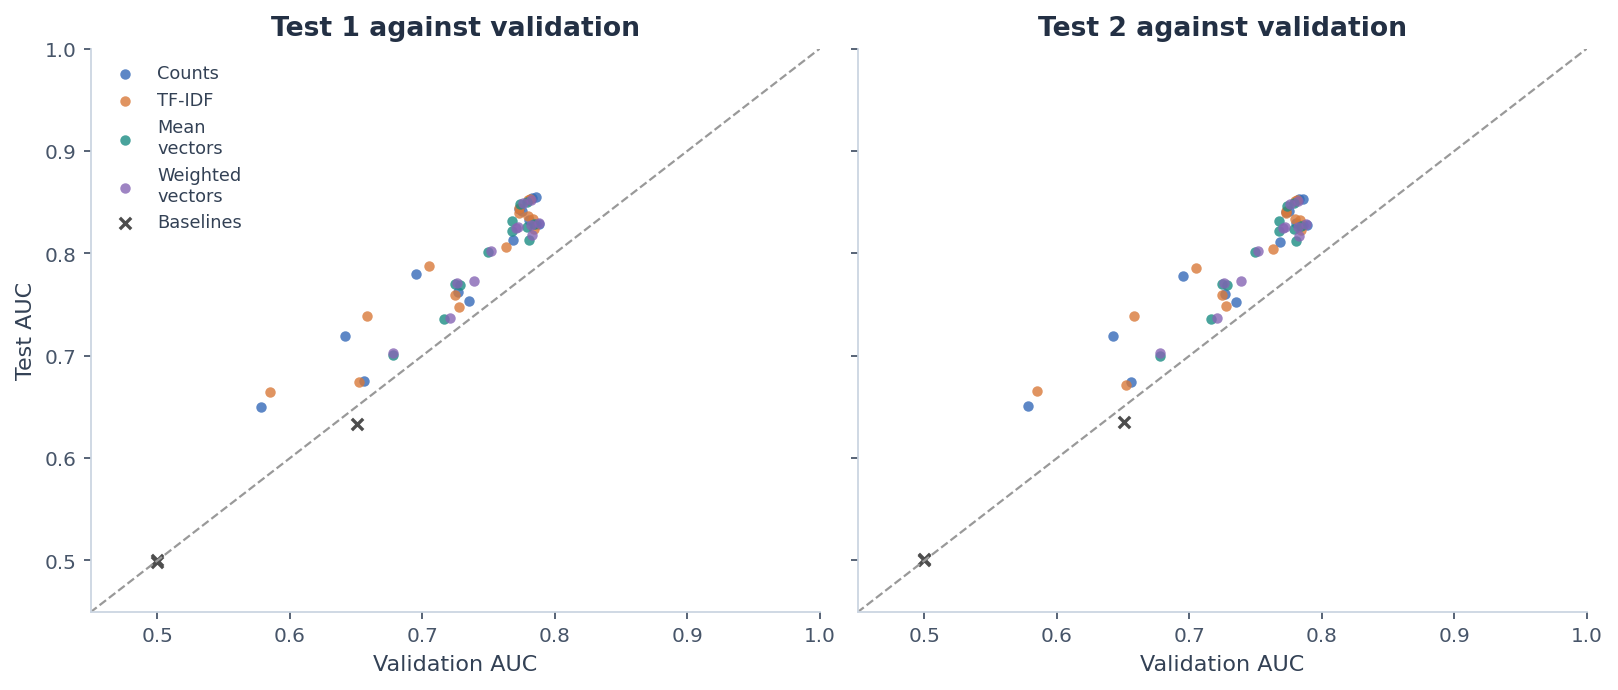 Test 1 against validation
Test 2 against validation
1.0
0.9
0.8
0.7
0.6
0.5
Test AUC
Counts
TF-IDF
Mean
vectors
Weighted
vectors
Baselines
0.5 0.6 0.7 0.8 0.9 1.0
0.5 0.6 0.7 0.8 0.9 1.0
Validation AUC
Validation AUC